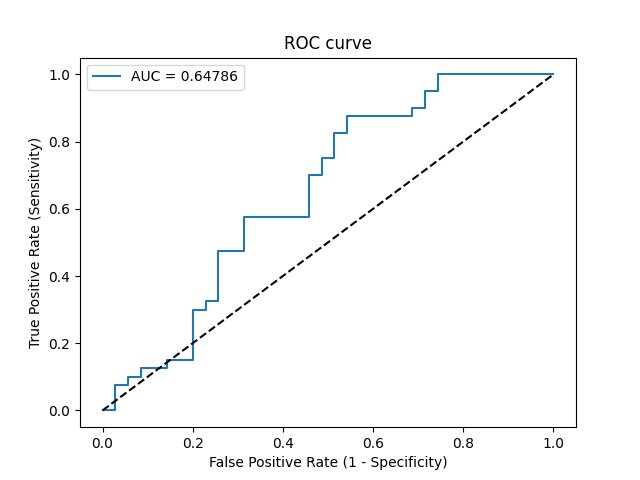 ROC curve
AUC = 0.64786
1.0
0.8
0.6
0.4
0.2
0.0
True Positive Rate (Sensitivity)
0.0 0.2 0.4 0.6 0.8 1.0
False Positive Rate (1 - Specificity)